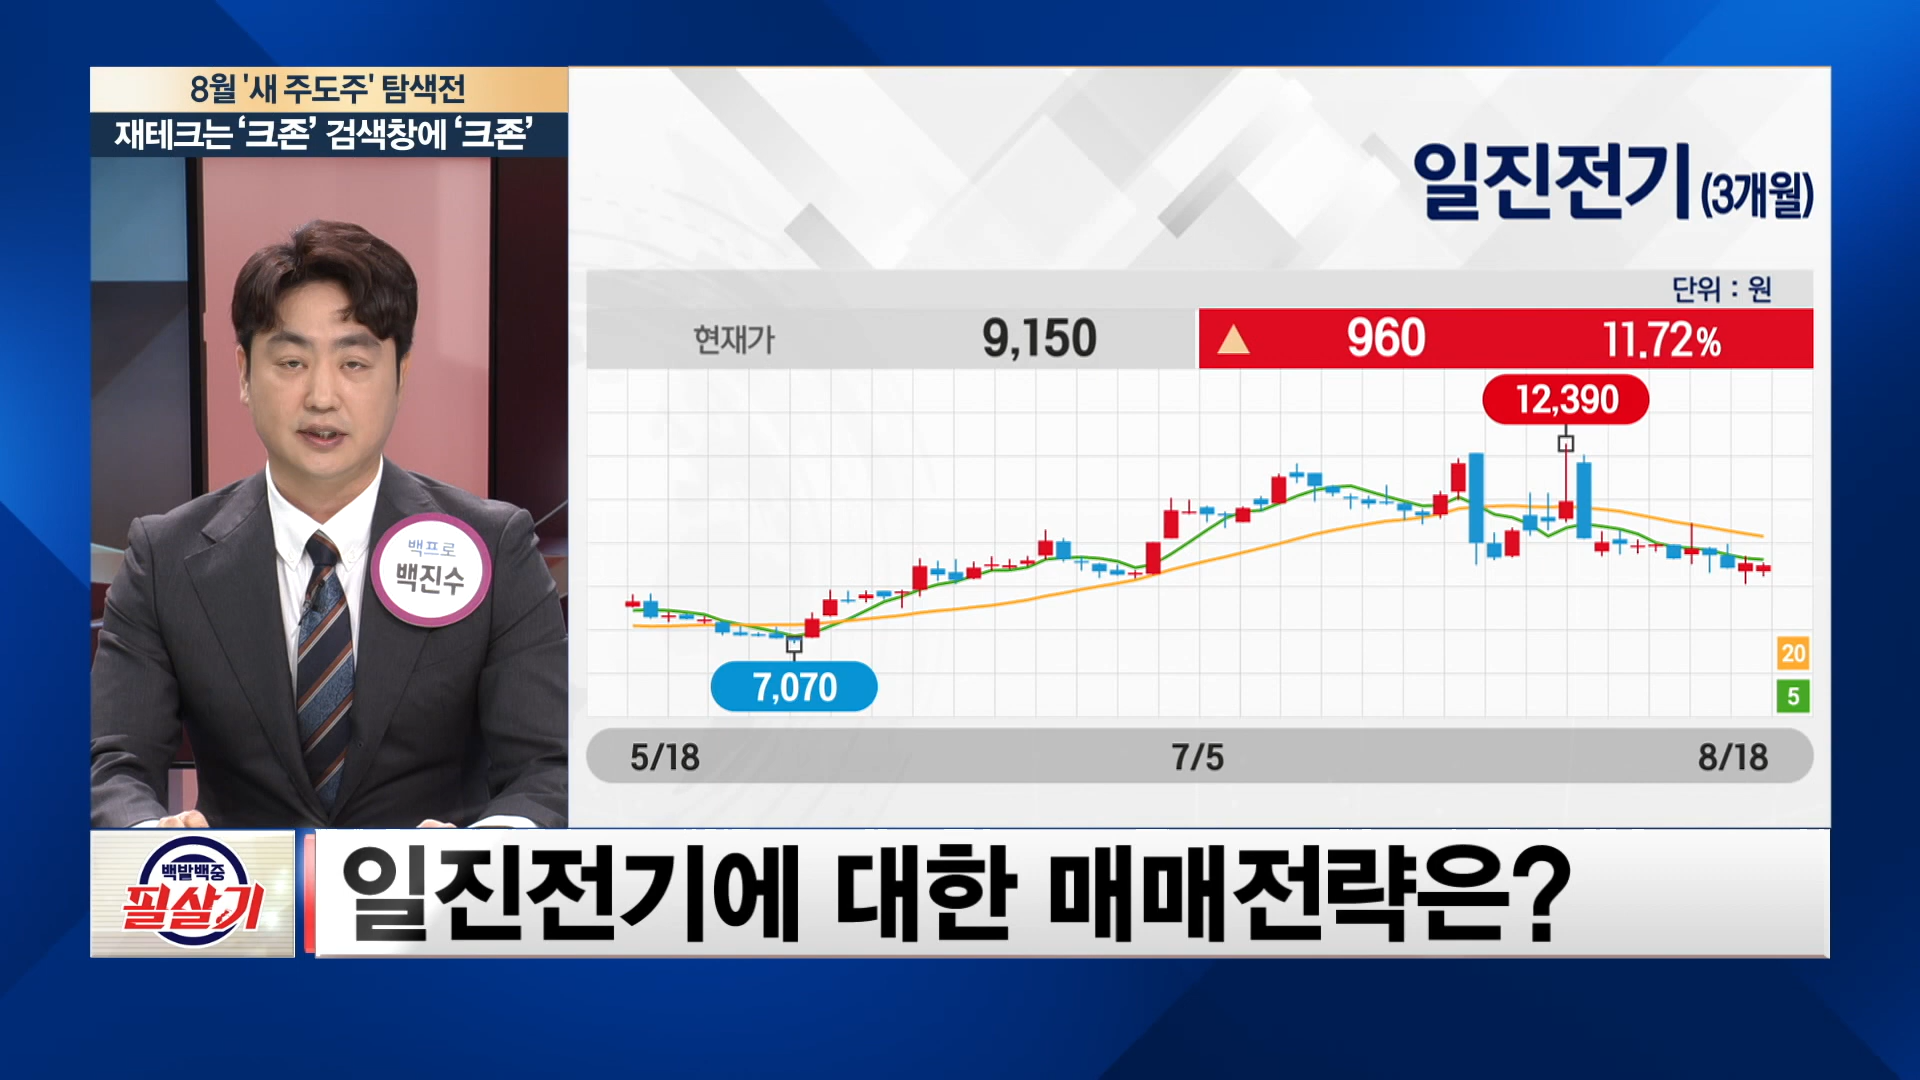 8월 '새 주도주' 탐색전
재테크는 ‘크존’ 검색창에 ‘크존’
백프로
백진수
일진전기 (3개월)
단위 : 원
현재가 9,150 ▲ 960 11.72%
12,390
7,070
20
5
5/18 7/5 8/18
백발백중
필살기
일진전기에 대한 매매전략은?